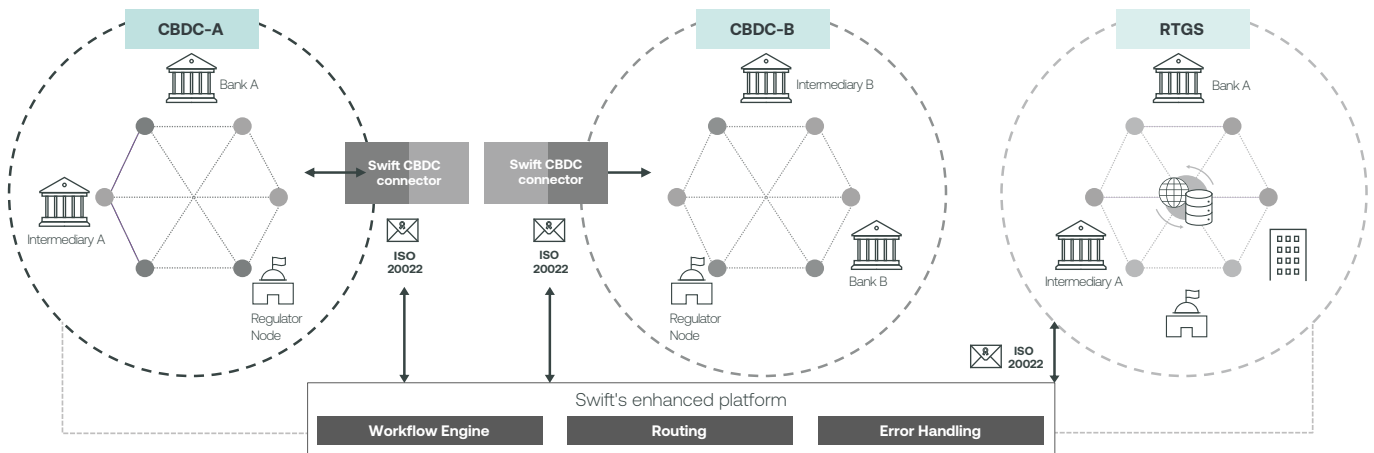 CBDC-A
CBDC-B
RTGS
Bank A
Intermediary B
Bank A
Swift CBDC
connector
Swift CBDC
connector
Intermediary A
ISO
20022
ISO
20022
Bank B
Intermediary A
Regulator
Node
Regulator
Node
ISO
20022
Swift's enhanced platform
Workflow Engine
Routing
Error Handling